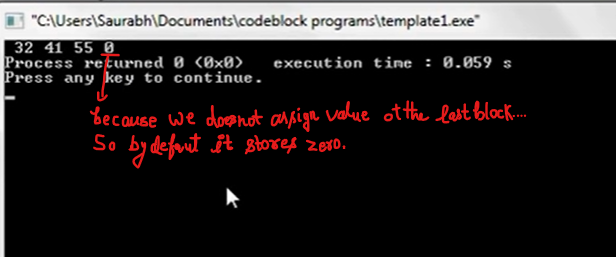 "C:\Users\Saurabh\Documents\codeblock programs\template1.exe"
32 41 55 0
Process returned 0 (0x0)   execution time : 0.059 s
Press any key to continue.
because we doesnot assign value ot the last block....
So by defaut it stores zero.